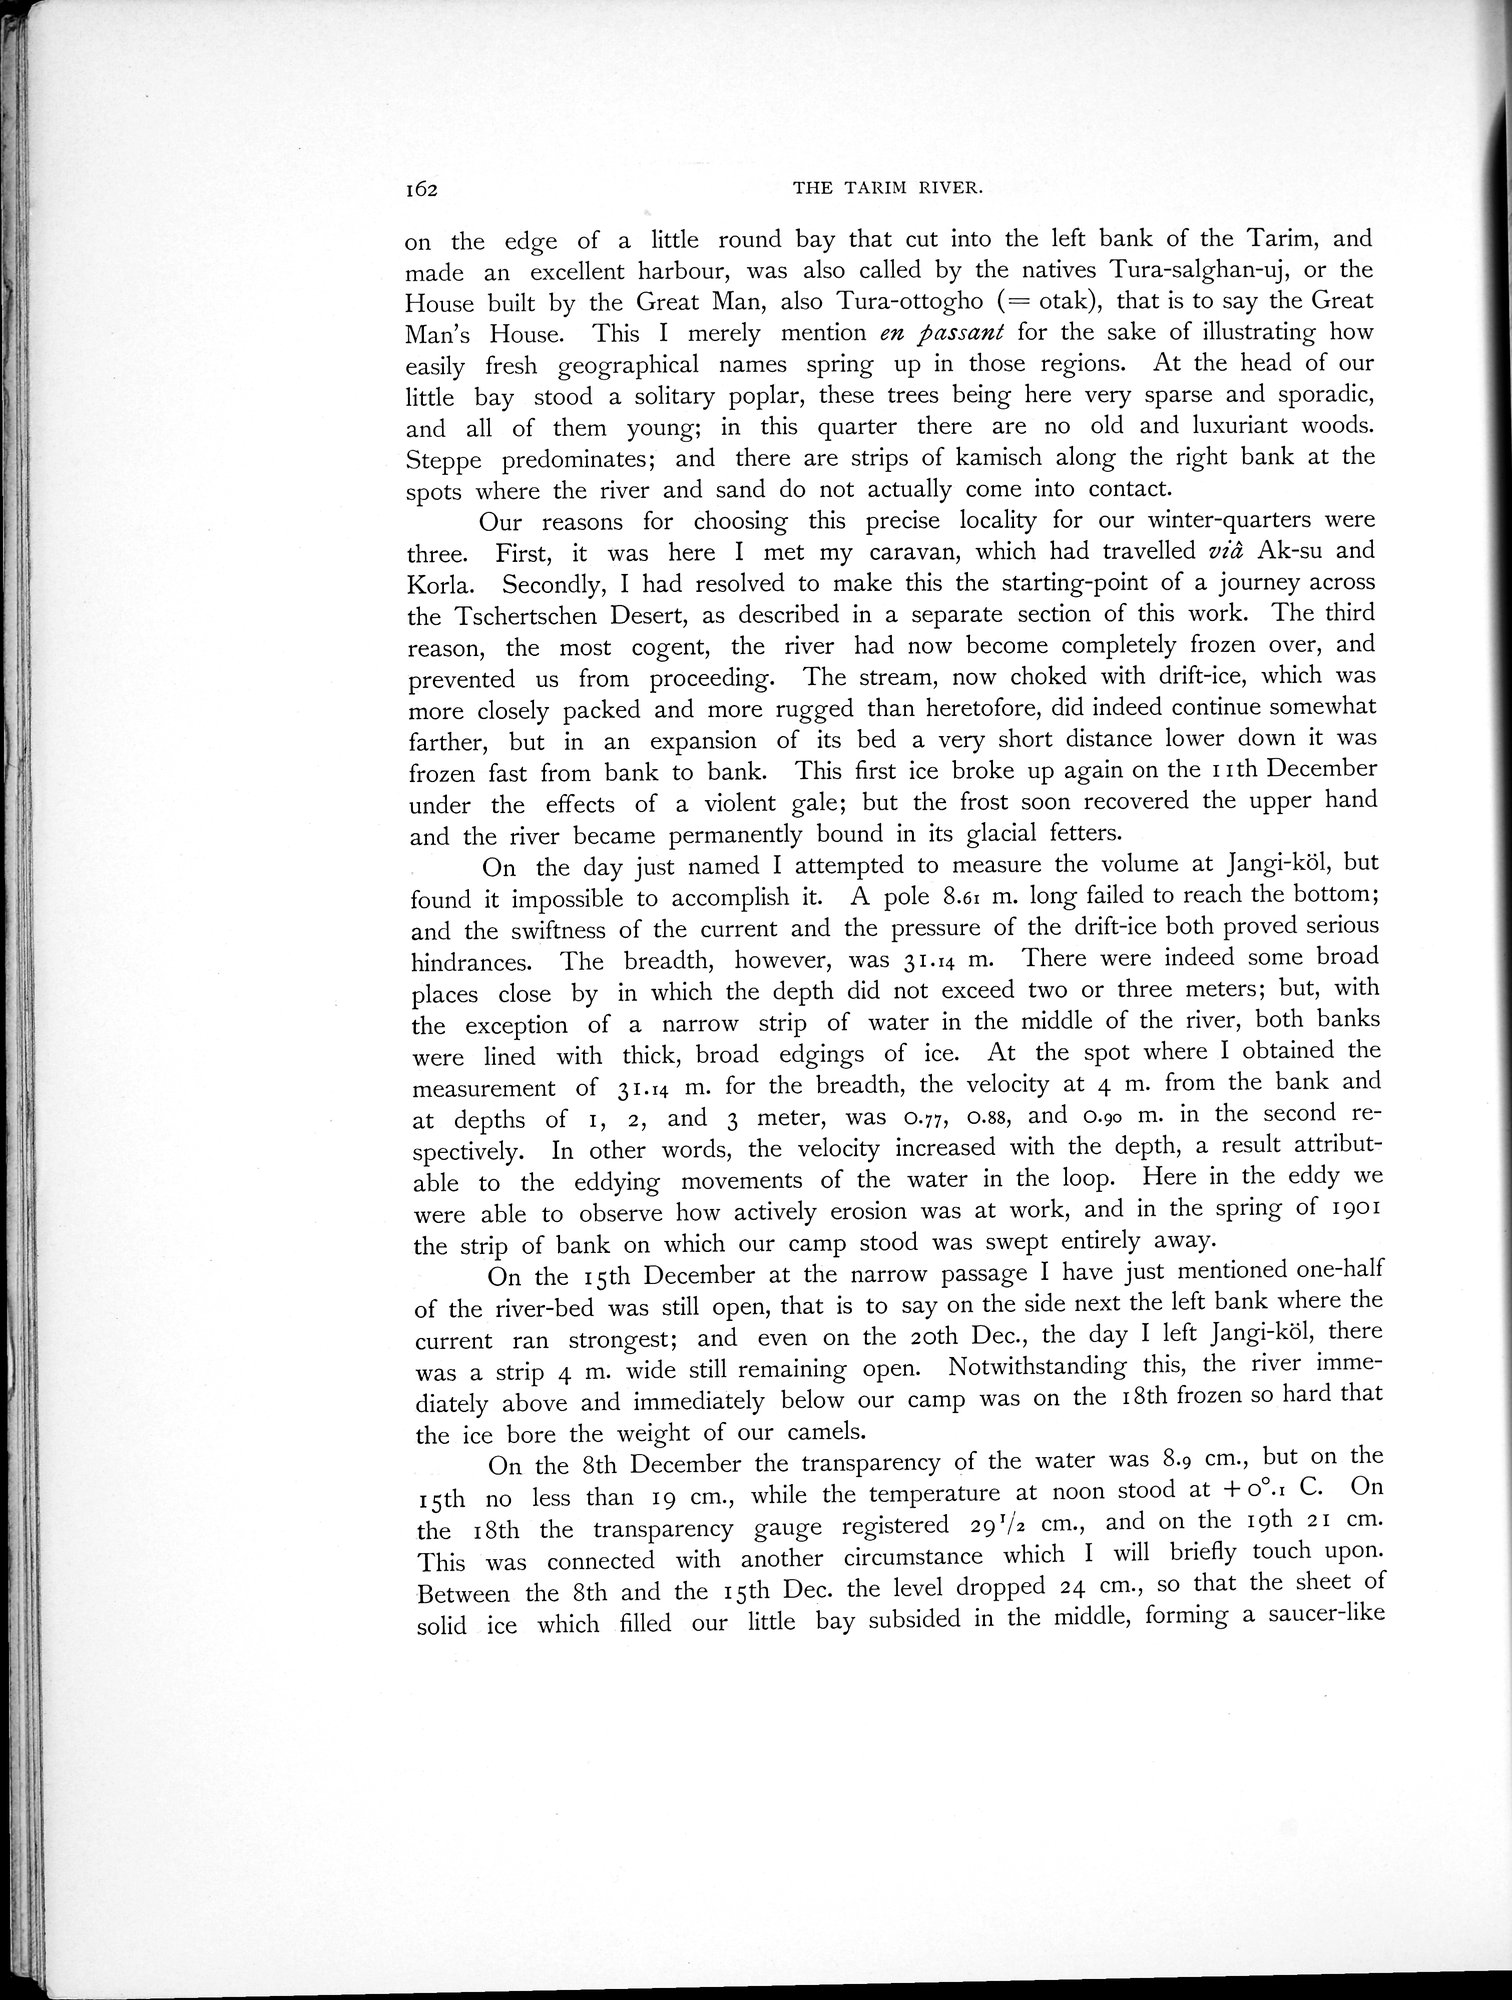 162
THE TARIM RIVER.
on the edge of a little round bay that cut into the left bank of the Tarim, and
made an excellent harbour, was also called by the natives Tura-salghan-uj, or the
House built by the Great Man, also Tura-ottogho (= otak), that is to say the Great
Man's House. This I merely mention en passant for the sake of illustrating how
easily fresh geographical names spring up in those regions. At the head of our
little bay stood a solitary poplar, these trees being here very sparse and sporadic,
and all of them young; in this quarter there are no old and luxuriant woods.
Steppe predominates; and there are strips of kamisch along the right bank at the
spots where the river and sand do not actually come into contact.
Our reasons for choosing this precise locality for our winter-quarters were
three. First, it was here I met my caravan, which had travelled viâ Ak-su and
Korla. Secondly, I had resolved to make this the starting-point of a journey across
the Tschertschen Desert, as described in a separate section of this work. The third
reason, the most cogent, the river had now become completely frozen over, and
prevented us from proceeding. The stream, now choked with drift-ice, which was
more closely packed and more rugged than heretofore, did indeed continue somewhat
farther, but in an expansion of its bed a very short distance lower down it was
frozen fast from bank to bank. This first ice broke up again on the 11th December
under the effects of a violent gale; but the frost soon recovered the upper hand
and the river became permanently bound in its glacial fetters.
On the day just named I attempted to measure the volume at Jangi-köl, but
found it impossible to accomplish it. A pole 8.61 m. long failed to reach the bottom;
and the swiftness of the current and the pressure of the drift-ice both proved serious
hindrances. The breadth, however, was 31.14 m. There were indeed some broad
places close by in which the depth did not exceed two or three meters; but, with
the exception of a narrow strip of water in the middle of the river, both banks
were lined with thick, broad edgings of ice. At the spot where I obtained the
measurement of 31.14 m. for the breadth, the velocity at 4 m. from the bank and
at depths of 1, 2, and 3 meter, was 0.77, 0.88, and 0.90 m. in the second re-
spectively. In other words, the velocity increased with the depth, a result attribut-
able to the eddying movements of the water in the loop. Here in the eddy we
were able to observe how actively erosion was at work, and in the spring of 1901
the strip of bank on which our camp stood was swept entirely away.
On the 15th December at the narrow passage I have just mentioned one-half
of the river-bed was still open, that is to say on the side next the left bank where the
current ran strongest; and even on the 20th Dec., the day I left Jangi-köl, there
was a strip 4 m. wide still remaining open. Notwithstanding this, the river imme-
diately above and immediately below our camp was on the 18th frozen so hard that
the ice bore the weight of our camels.
On the 8th December the transparency of the water was 8.9 cm., but on the
15th no less than 19 cm., while the temperature at noon stood at +0°.1 C. On
the 18th the transparency gauge registered 29 1/2 cm., and on the 19th 21 cm.
This was connected with another circumstance which I will briefly touch upon.
Between the 8th and the 15th Dec. the level dropped 24 cm., so that the sheet of
solid ice which filled our little bay subsided in the middle, forming a saucer-like